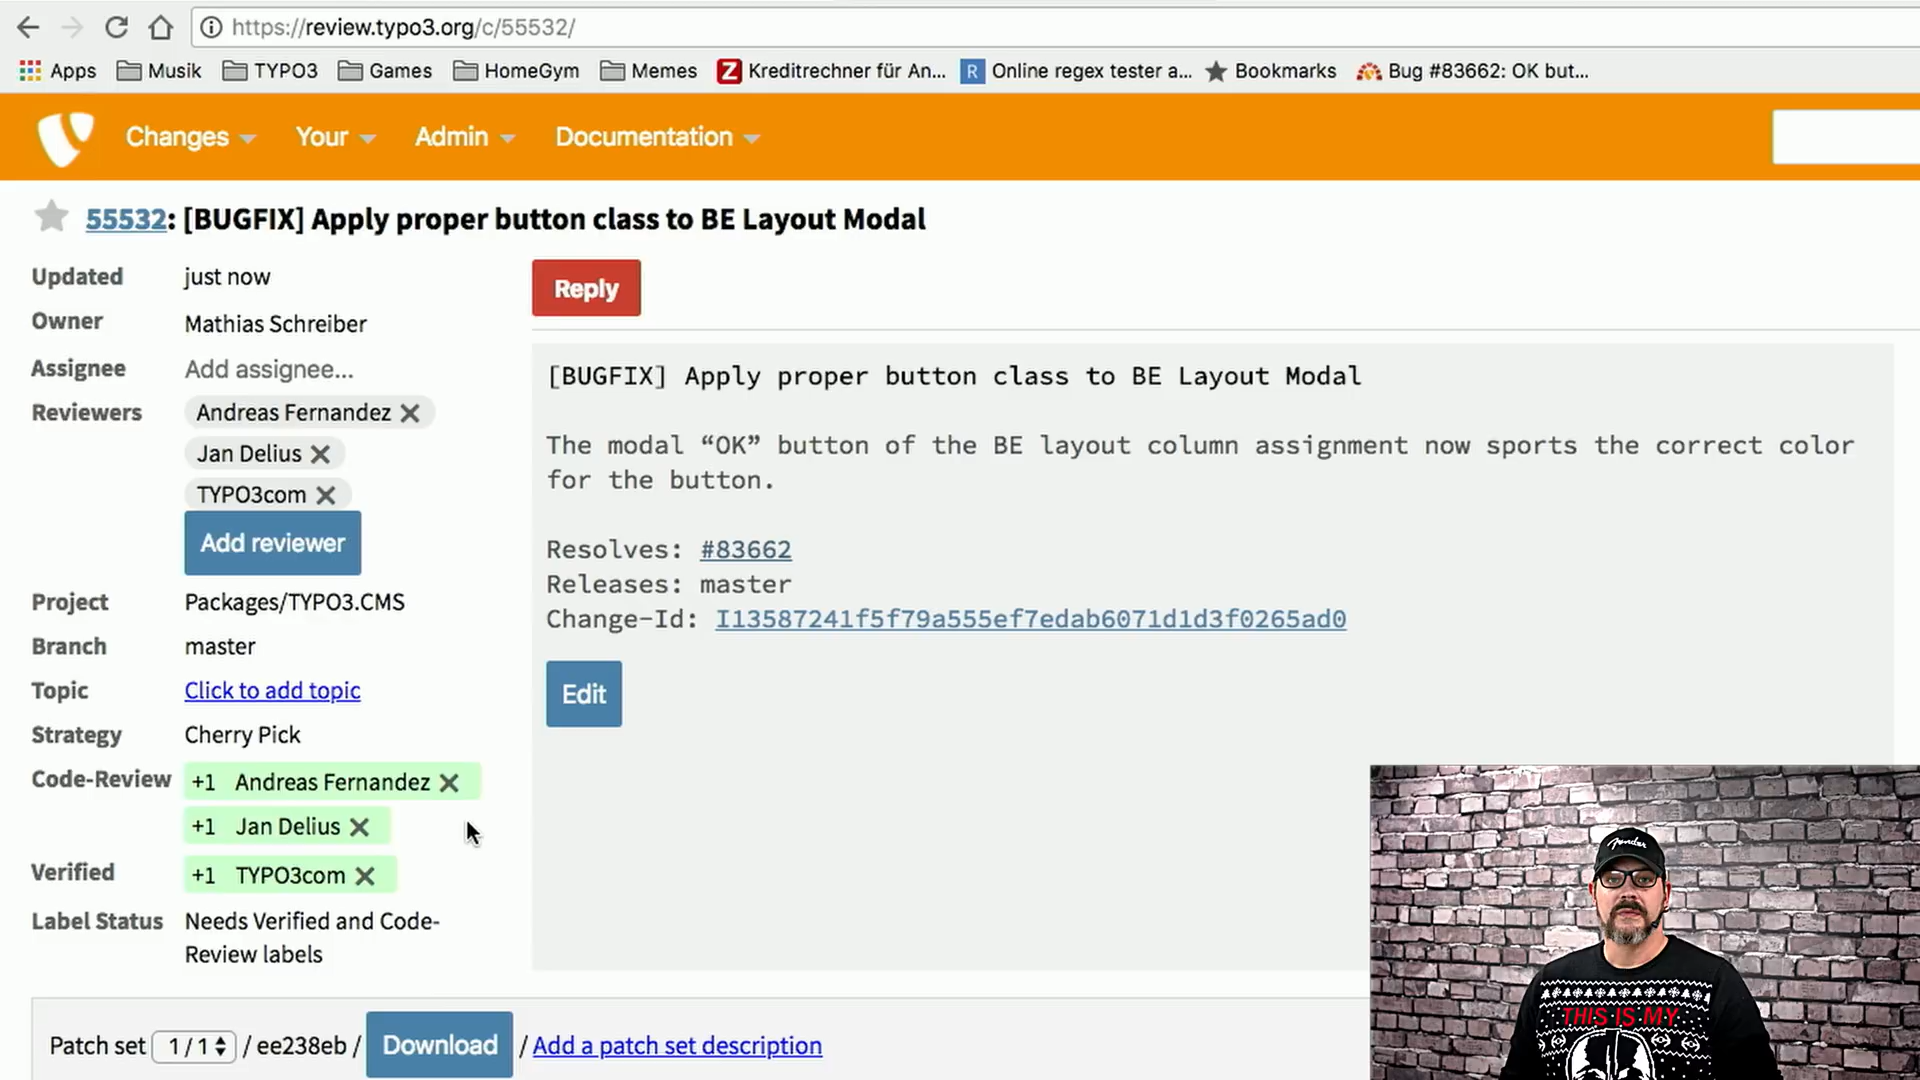 https://review.typo3.org/c/55532/
Apps Musik TYPO3 Games HomeGym Memes Z Kreditrechner für An... R Online regex tester a... Bookmarks Bug #83662: OK but...
Changes Your Admin Documentation
55532: [BUGFIX] Apply proper button class to BE Layout Modal
Updated just now
Owner Mathias Schreiber
Assignee Add assignee...
Reviewers Andreas Fernandez
Jan Delius
TYPO3com
Add reviewer
Project Packages/TYPO3.CMS
Branch master
Topic Click to add topic
Strategy Cherry Pick
Code-Review +1 Andreas Fernandez
+1 Jan Delius
Verified +1 TYPO3com
Label Status Needs Verified and Code-
Review labels
Reply
[BUGFIX] Apply proper button class to BE Layout Modal
The modal “OK” button of the BE layout column assignment now sports the correct color
for the button.
Resolves: #83662
Releases: master
Change-Id: I13587241f5f79a555ef7edab6071d1d3f0265ad0
Edit
Patch set 1/1 / ee238eb / Download / Add a patch set description
Fender
THIS IS MY